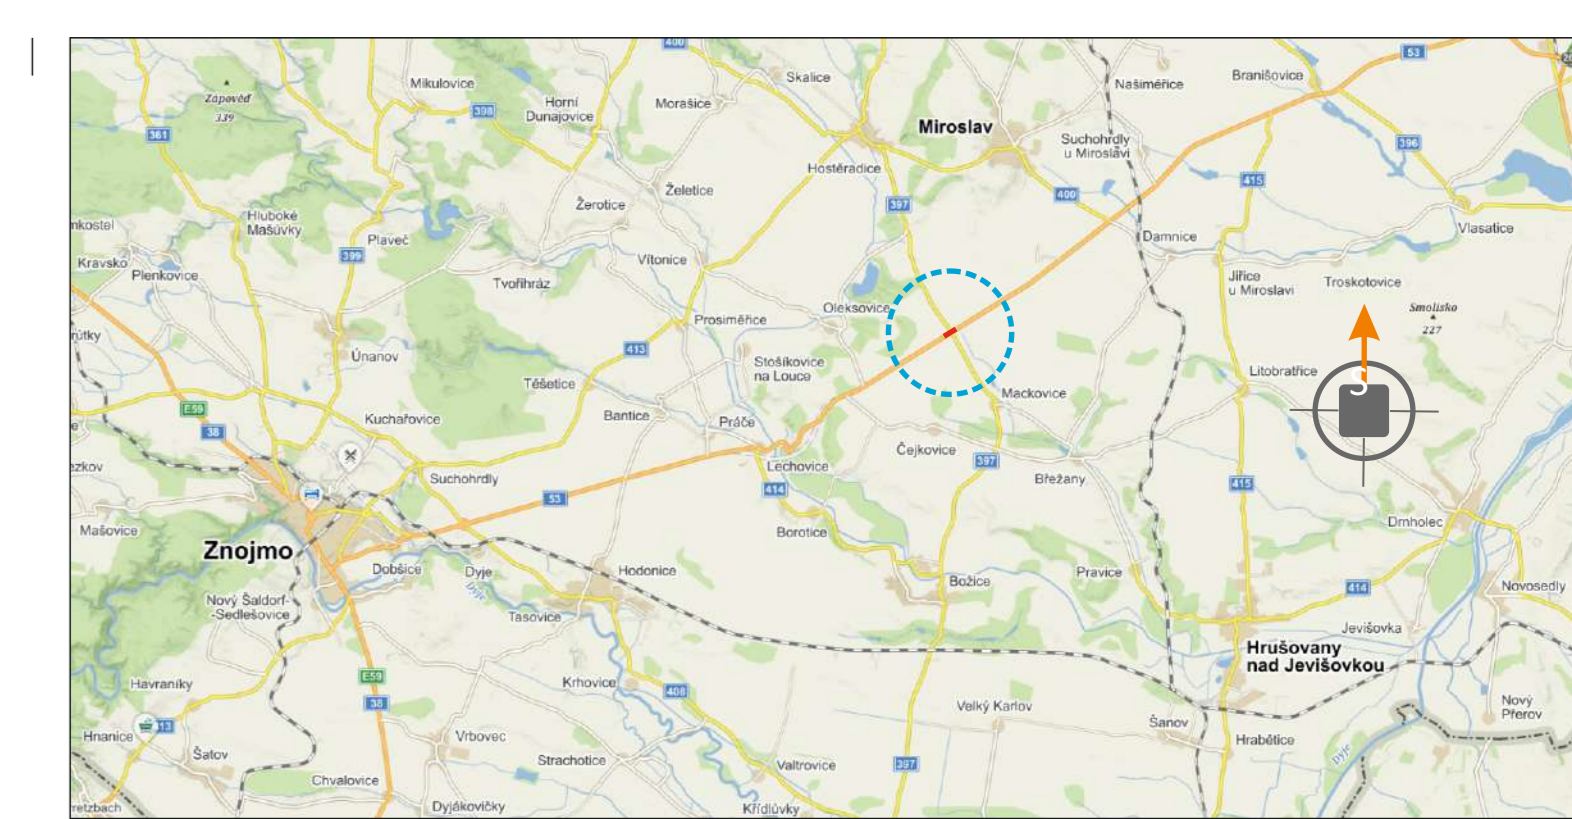 400
53
Skalice
Branišovice
Našiměřice
Mikulovice
Zápověď
339
Horní
Dunajovice
Morašice
398
Miroslav
361
Suchohrdly
u Miroslavi
396
Hostěradice
415
Želetice
400
Žerotice
397
Hluboké
Mašůvky
Vlasatice
Plaveč
Damnice
399
Kravsko
Plenkovice
Vítonice
Tvořihráz
Jiřice
u Miroslavi
Troskotovice
Oleksovice
Smolisko
227
Prosiměřice
413
Únanov
Stošíkovice
na Louce
Litobratřice
S
Těšetice
Mackovice
E59
38
Kuchařovice
Bantice
Práče
Čejkovice
397
Lechovice
Suchohrdly
Břežany
414
53
415
Mašovice
Drnholec
Borotice
Znojmo
Dobšice
Dyje
Hodonice
Božice
Pravice
414
Novosedly
Dyje
Nový Šaldorf-
-Sedlešovice
Tasovice
Jevišovka
Hrušovany
nad Jevišovkou
E59
Havraníky
Krhovice
408
38
Velký Karlov
Nový
Přerov
Šanov
Hnanice
Vrbovec
Hrabětice
Šatov
Strachotice
Valtrovice
397
Dyje
Chvalovice
Dyjákovičky
Křídlůvky